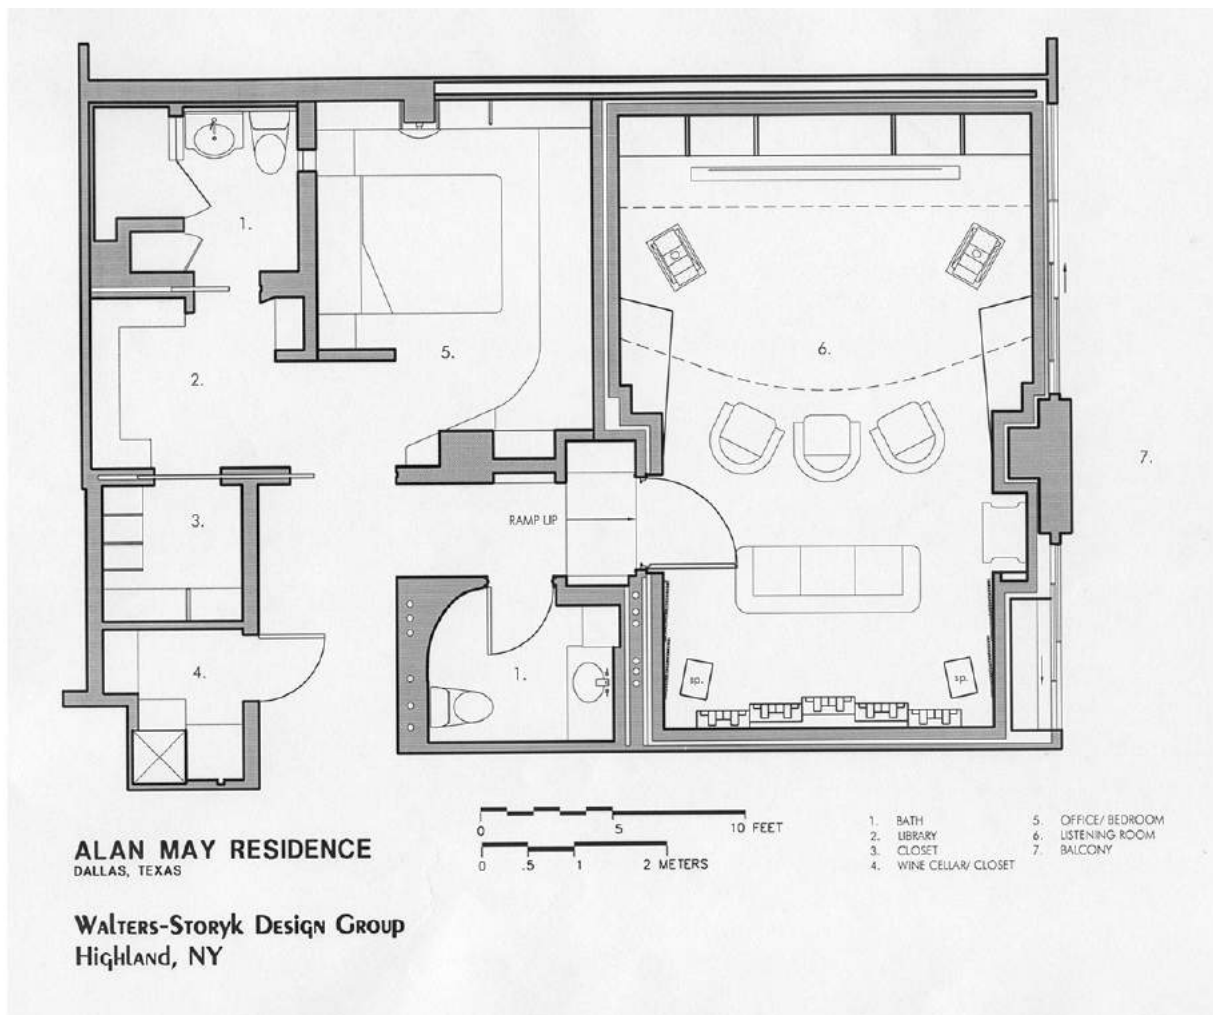 1.
5.
2.
6.
7.
3.
RAMP UP
4.
1.
sp.
sp.
0 5 10 FEET
0 .5 1 2 METERS
1. BATH
2. LIBRARY
3. CLOSET
4. WINE CELLAR/ CLOSET
5. OFFICE/ BEDROOM
6. LISTENING ROOM
7. BALCONY
ALAN MAY RESIDENCE
DALLAS, TEXAS
Walters-Storyk Design Group
Highland, NY